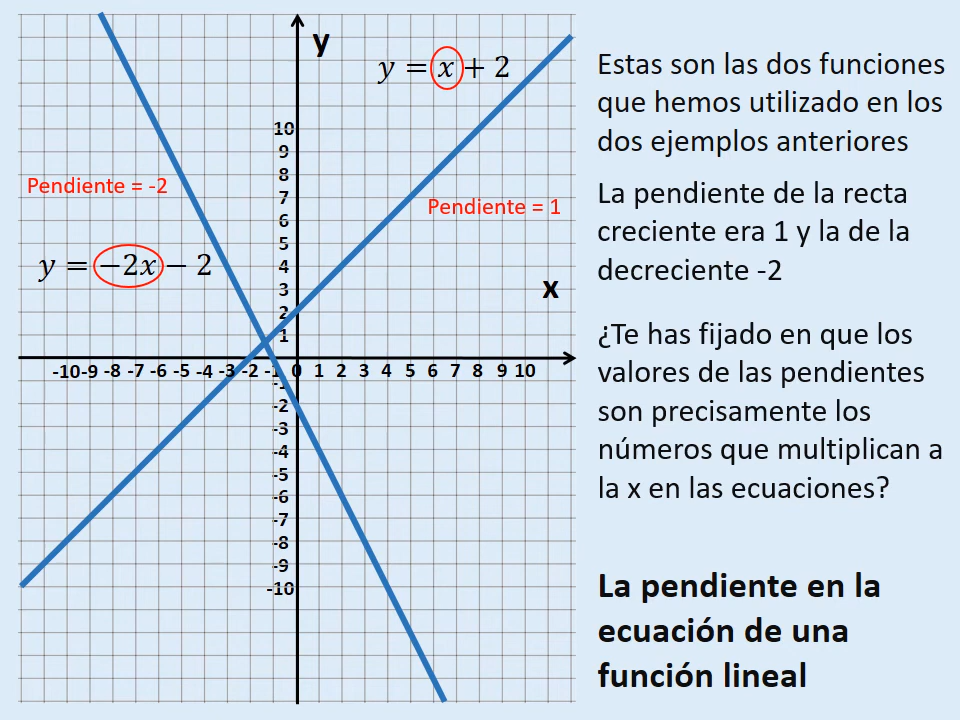 y
y = x + 2
Estas son las dos funciones
que hemos utilizado en los
dos ejemplos anteriores
Pendiente = -2
Pendiente = 1
La pendiente de la recta
creciente era 1 y la de la
decreciente -2
y = −2x − 2
x
10
9
8
7
6
5
4
3
2
1
-10 -9 -8 -7 -6 -5 -4 -3 -2 -1 0 1 2 3 4 5 6 7 8 9 10
-1
-2
-3
-4
-5
-6
-7
-8
-9
-10
¿Te has fijado en que los
valores de las pendientes
son precisamente los
números que multiplican a
la x en las ecuaciones?
La pendiente en la
ecuación de una
función lineal